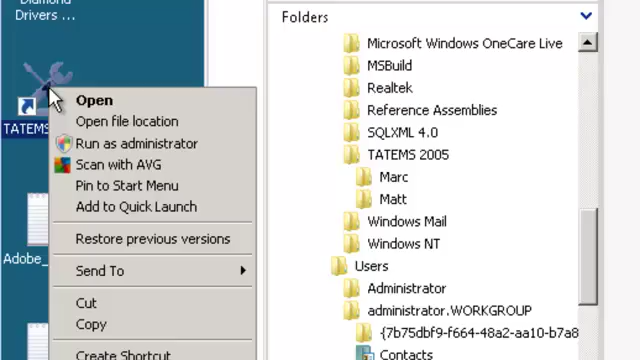 Diamond
Drivers ...
TATEMS
Adobe_
Open
Open file location
Run as administrator
Scan with AVG
Pin to Start Menu
Add to Quick Launch
Restore previous versions
Send To
Cut
Copy
Create Shortcut
Folders
Microsoft Windows OneCare Live
MSBuild
Realtek
Reference Assemblies
SQLXML 4.0
TATEMS 2005
Marc
Matt
Windows Mail
Windows NT
Users
Administrator
administrator.WORKGROUP
{7b75dbf9-f664-48a2-aa10-b7a8
Contacts